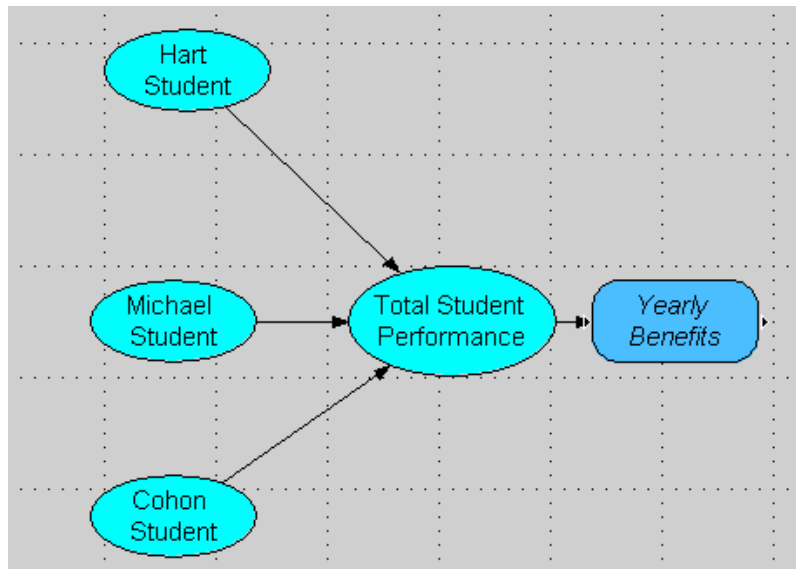 Hart
Student
Michael
Student
Total Student
Performance
Yearly
Benefits
Cohon
Student